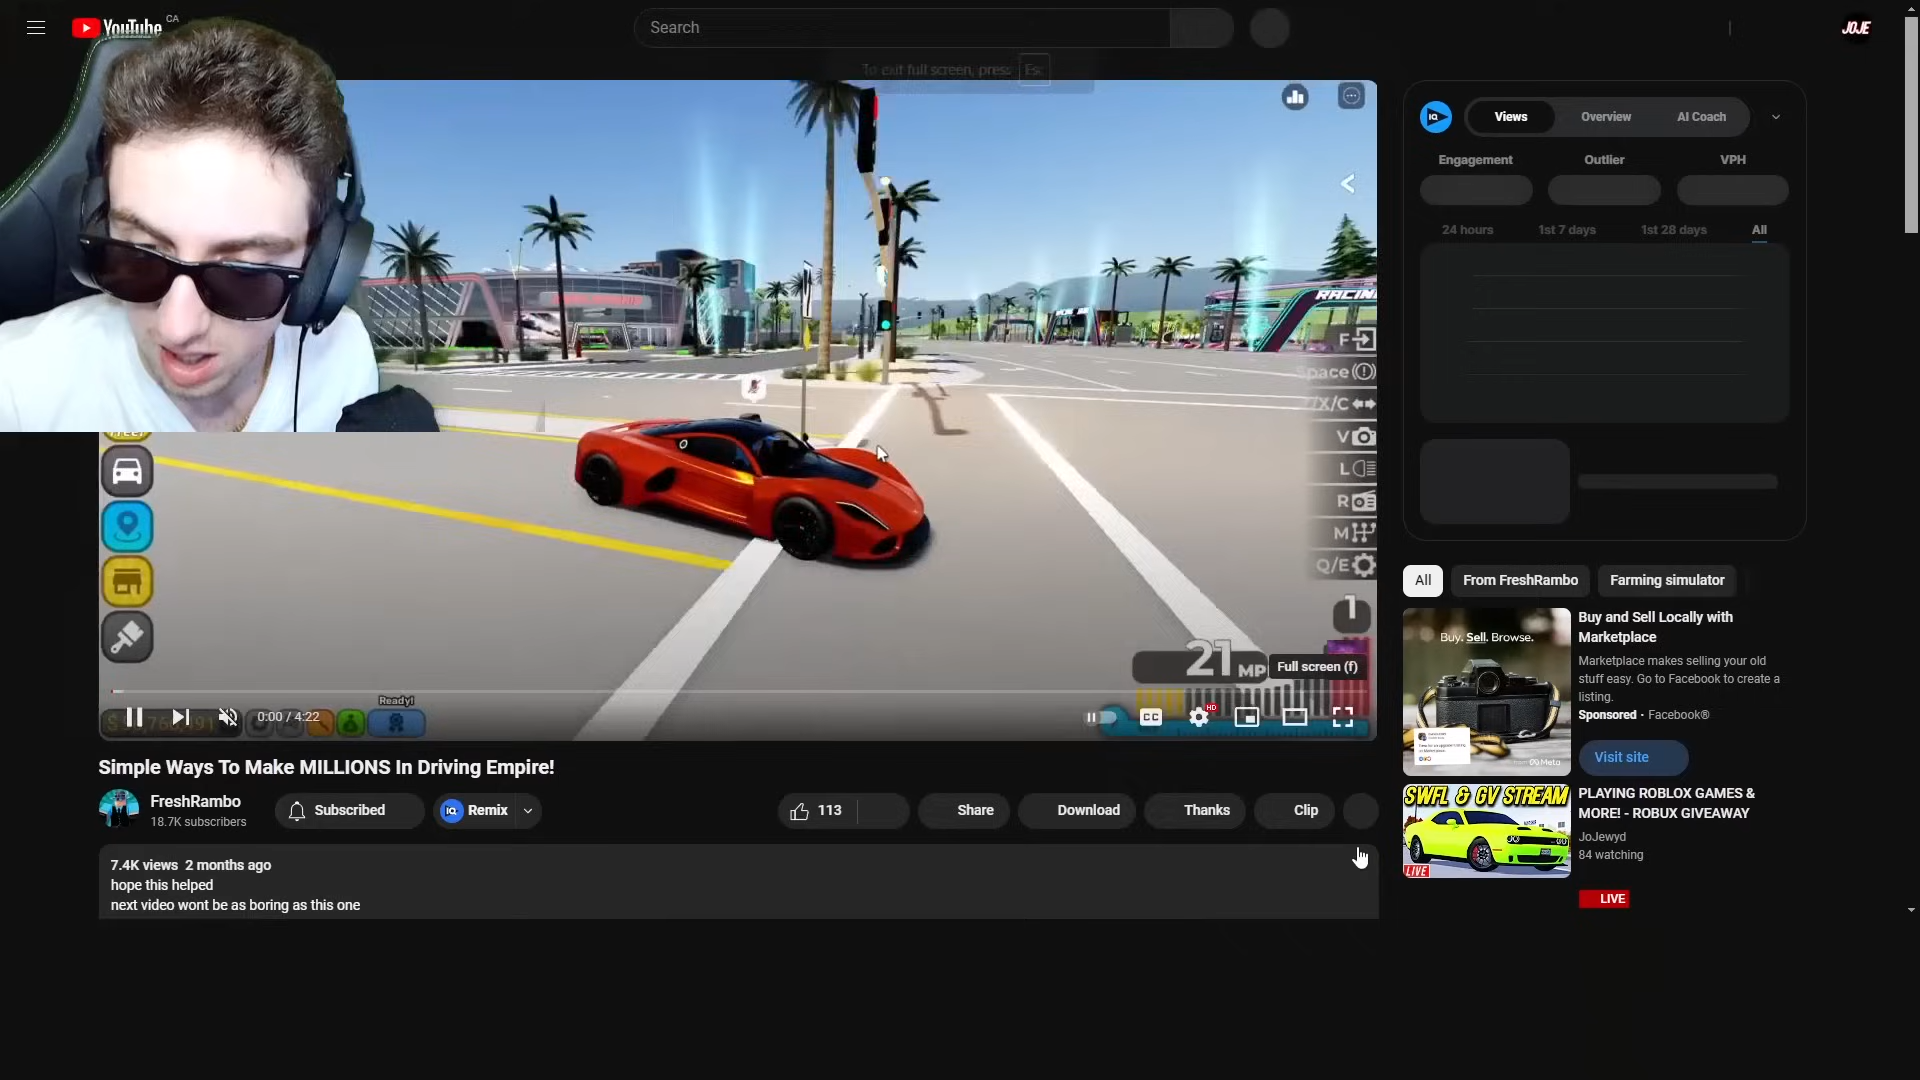 YouTube CA
Search
JOJE
To exit full screen, press Esc
Views
Overview
AI Coach
Engagement
Outlier
VPH
24 hours
1st 7 days
1st 28 days
All
RACING
F
Space
Z/X/C
V
L
R
M
Q/E
1
21 MPH
Full screen (f)
Ready!
0:00 / 4:22
CC
HD
Simple Ways To Make MILLIONS In Driving Empire!
FreshRambo
18.7K subscribers
Subscribed
Remix
113
Share
Download
Thanks
Clip
7.4K views 2 months ago
hope this helped
next video wont be as boring as this one
All
From FreshRambo
Farming simulator
Buy. Sell. Browse.
Meta
Buy and Sell Locally with
Marketplace
Marketplace makes selling your old
stuff easy. Go to Facebook to create a
listing.
Sponsored · Facebook®
Visit site
SWFL & GV STREAM
LIVE
PLAYING ROBLOX GAMES &
MORE! - ROBUX GIVEAWAY
JoJewyd
84 watching
LIVE